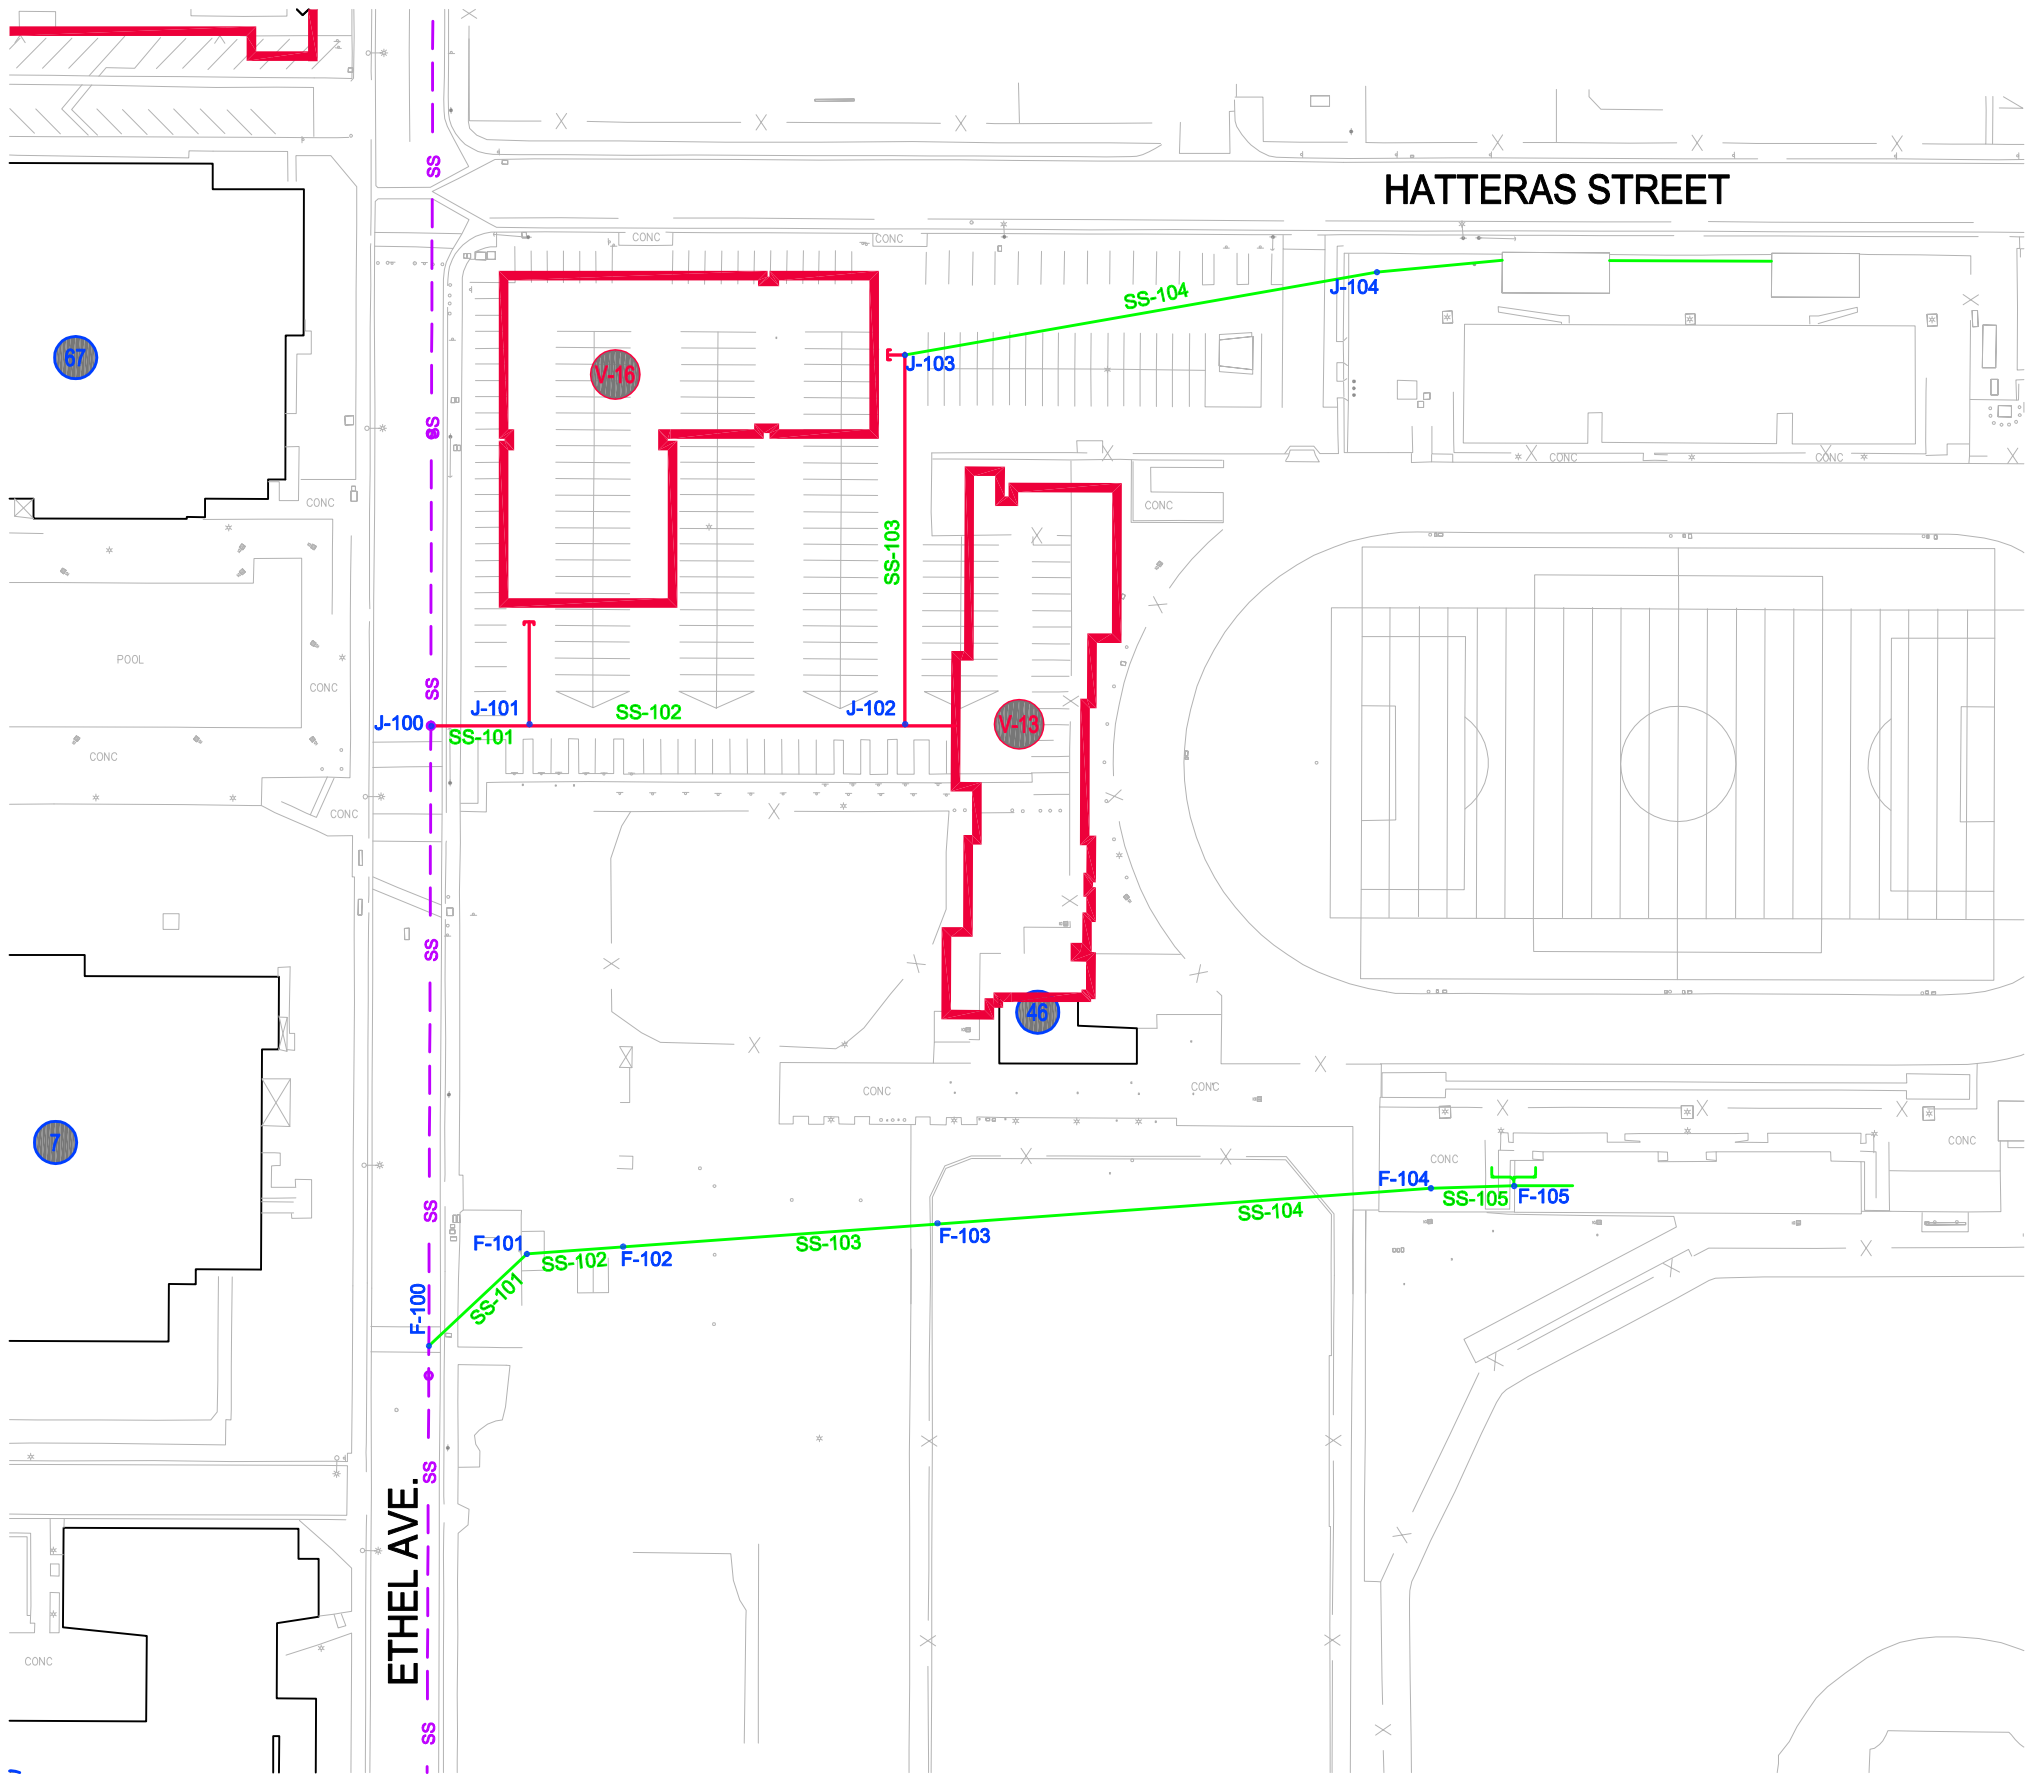 SS
HATTERAS STREET
CONC
CONC
J-104
SS-104
67
V-16
J-103
SS
CONC
CONC
CONC
CONC
SS-103
POOL
CONC
SS
J-101
SS-102
J-102
J-100
V-13
SS-101
CONC
CONC
SS
46
CONC
CONC
7
CONC
CONC
F-104
SS-105
F-105
SS
SS-104
F-103
F-101
SS-103
SS-102
F-102
F-100
SS-101
SS
ETHEL AVE.
CONC
SS